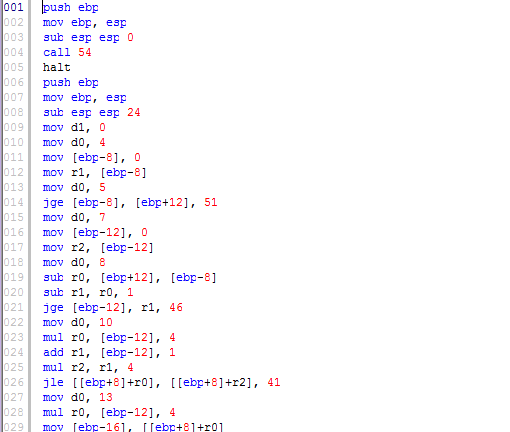 001 push ebp
002 mov ebp, esp
003 sub esp esp 0
004 call 54
005 halt
006 push ebp
007 mov ebp, esp
008 sub esp esp 24
009 mov d1, 0
010 mov d0, 4
011 mov [ebp-8], 0
012 mov r1, [ebp-8]
013 mov d0, 5
014 jge [ebp-8], [ebp+12], 51
015 mov d0, 7
016 mov [ebp-12], 0
017 mov r2, [ebp-12]
018 mov d0, 8
019 sub r0, [ebp+12], [ebp-8]
020 sub r1, r0, 1
021 jge [ebp-12], r1, 46
022 mov d0, 10
023 mul r0, [ebp-12], 4
024 add r1, [ebp-12], 1
025 mul r2, r1, 4
026 jle [[ebp+8]+r0], [[ebp+8]+r2], 41
027 mov d0, 13
028 mul r0, [ebp-12], 4
029 mov [ebp-16], [[ebp+8]+r0]